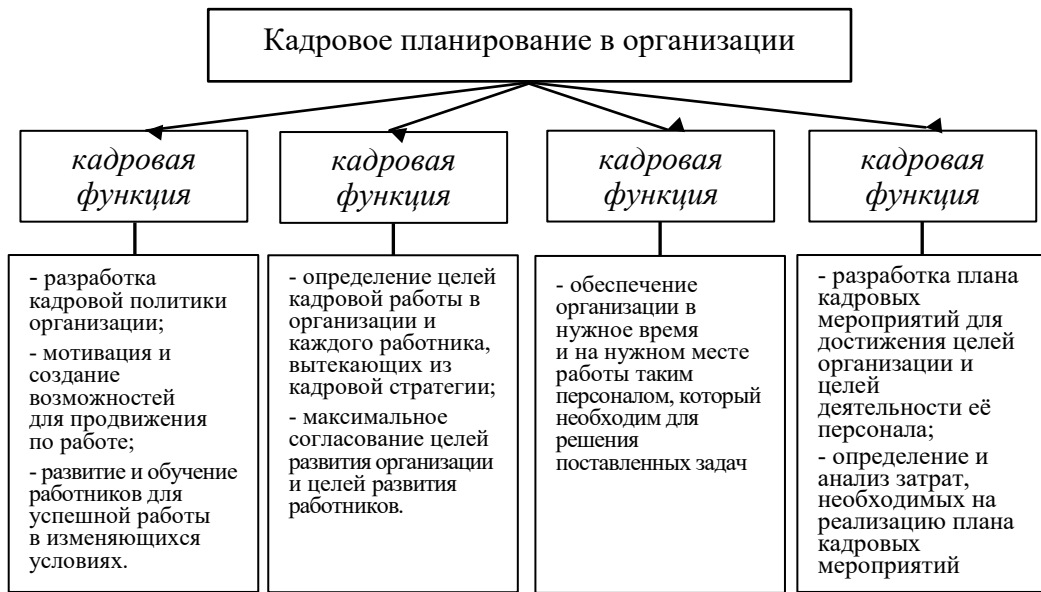 Кадровое планирование в организации
кадровая
функция
кадровая
функция
кадровая
функция
кадровая
функция
- разработка
кадровой политики
организации;
- мотивация и
создание
возможностей
для продвижения
по работе;
- развитие и обучение
работников для
успешной работы
в изменяющихся
условиях.
- определение целей
кадровой работы в
организации и
каждого работника,
вытекающих из
кадровой стратегии;
- максимальное
согласование целей
развития организации
и целей развития
работников.
- обеспечение
организации в
нужное время
и на нужном месте
работы таким
персоналом, который
необходим для
решения
поставленных задач
- разработка плана
кадровых
мероприятий для
достижения целей
организации и
целей
деятельности её
персонала;
- определение и
анализ затрат,
необходимых на
реализацию плана
кадровых
мероприятий